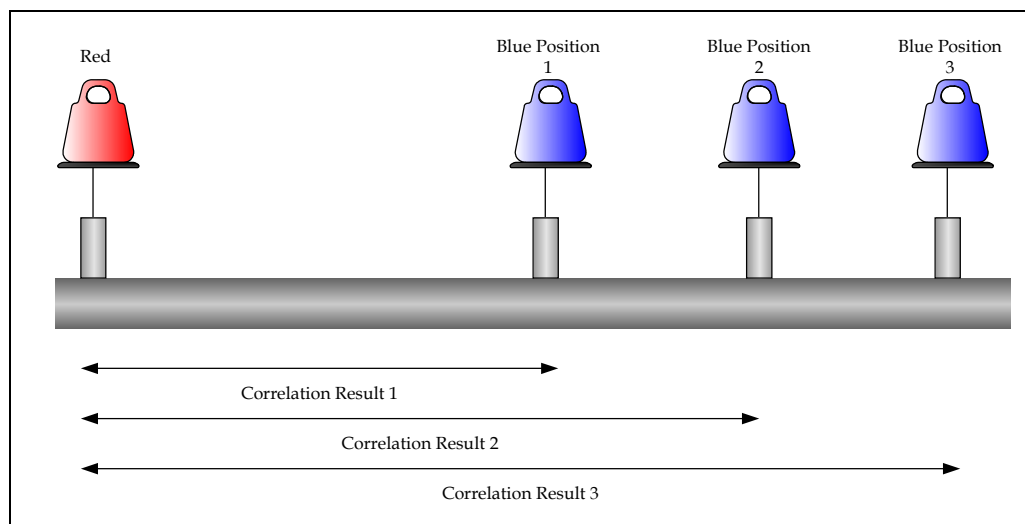 Red
Blue Position
1
Blue Position
2
Blue Position
3
Correlation Result 1
Correlation Result 2
Correlation Result 3